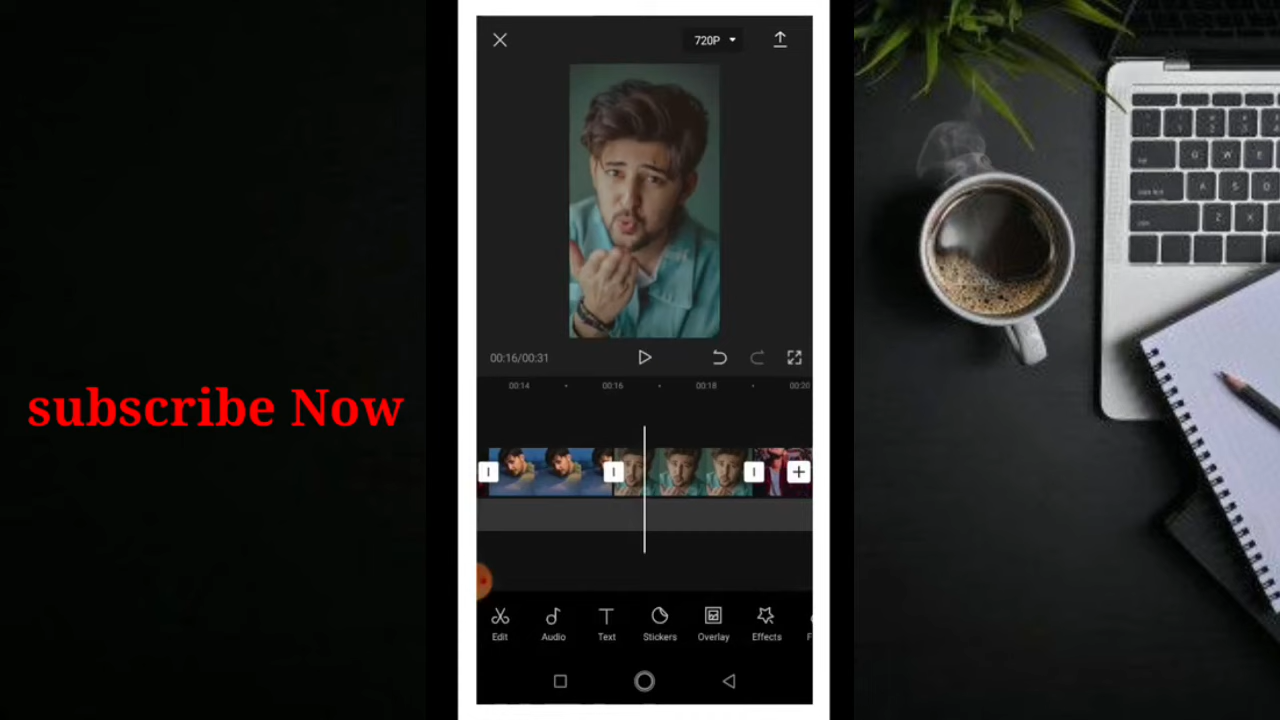 720P
subscribe Now
00:16/00:31
00:14
00:16
00:18
00:20
Edit
Audio
Text
Stickers
Overlay
Effects